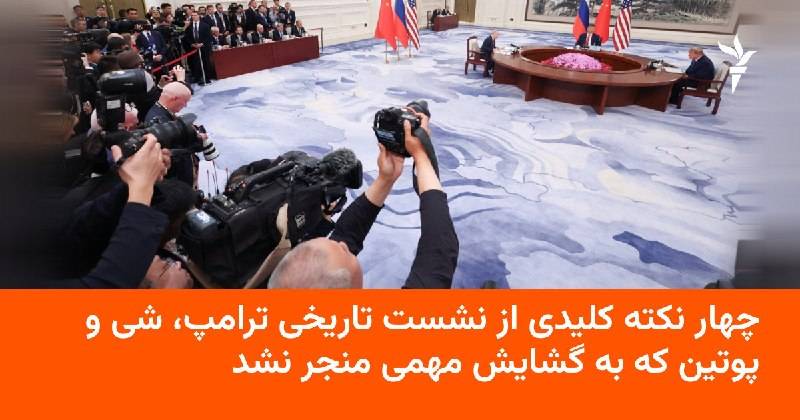 چهار نکته کلیدی از نشست تاریخی ترامپ، شی و
پوتین که به گشایش مهمی منجر نشد